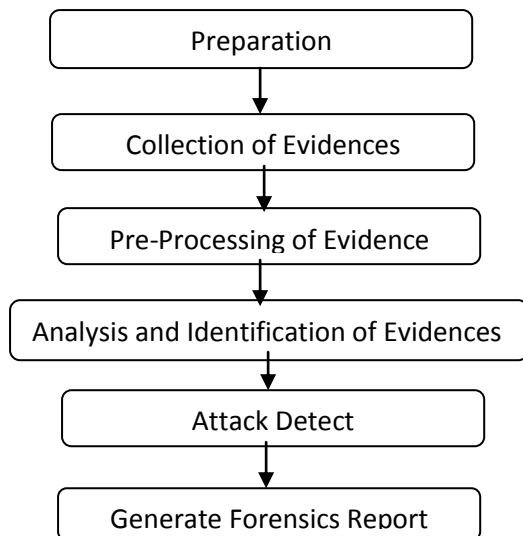 Preparation
Collection of Evidences
Pre-Processing of Evidence
Analysis and Identification of Evidences
Attack Detect
Generate Forensics Report